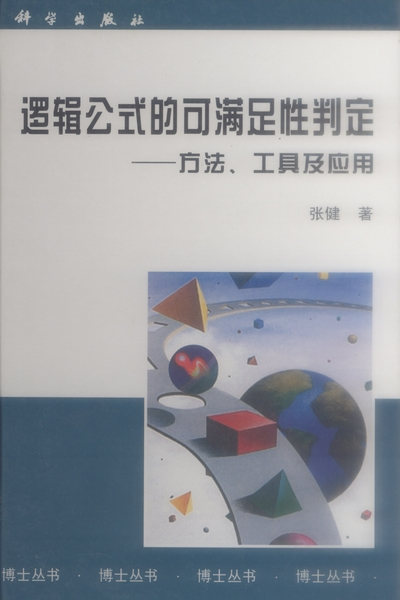 科学出版社
逻辑公式的可满足性判定
——方法、工具及应用
张健 著
博士丛书 · 博士丛书 · 博士丛书 · 博士丛书 ·